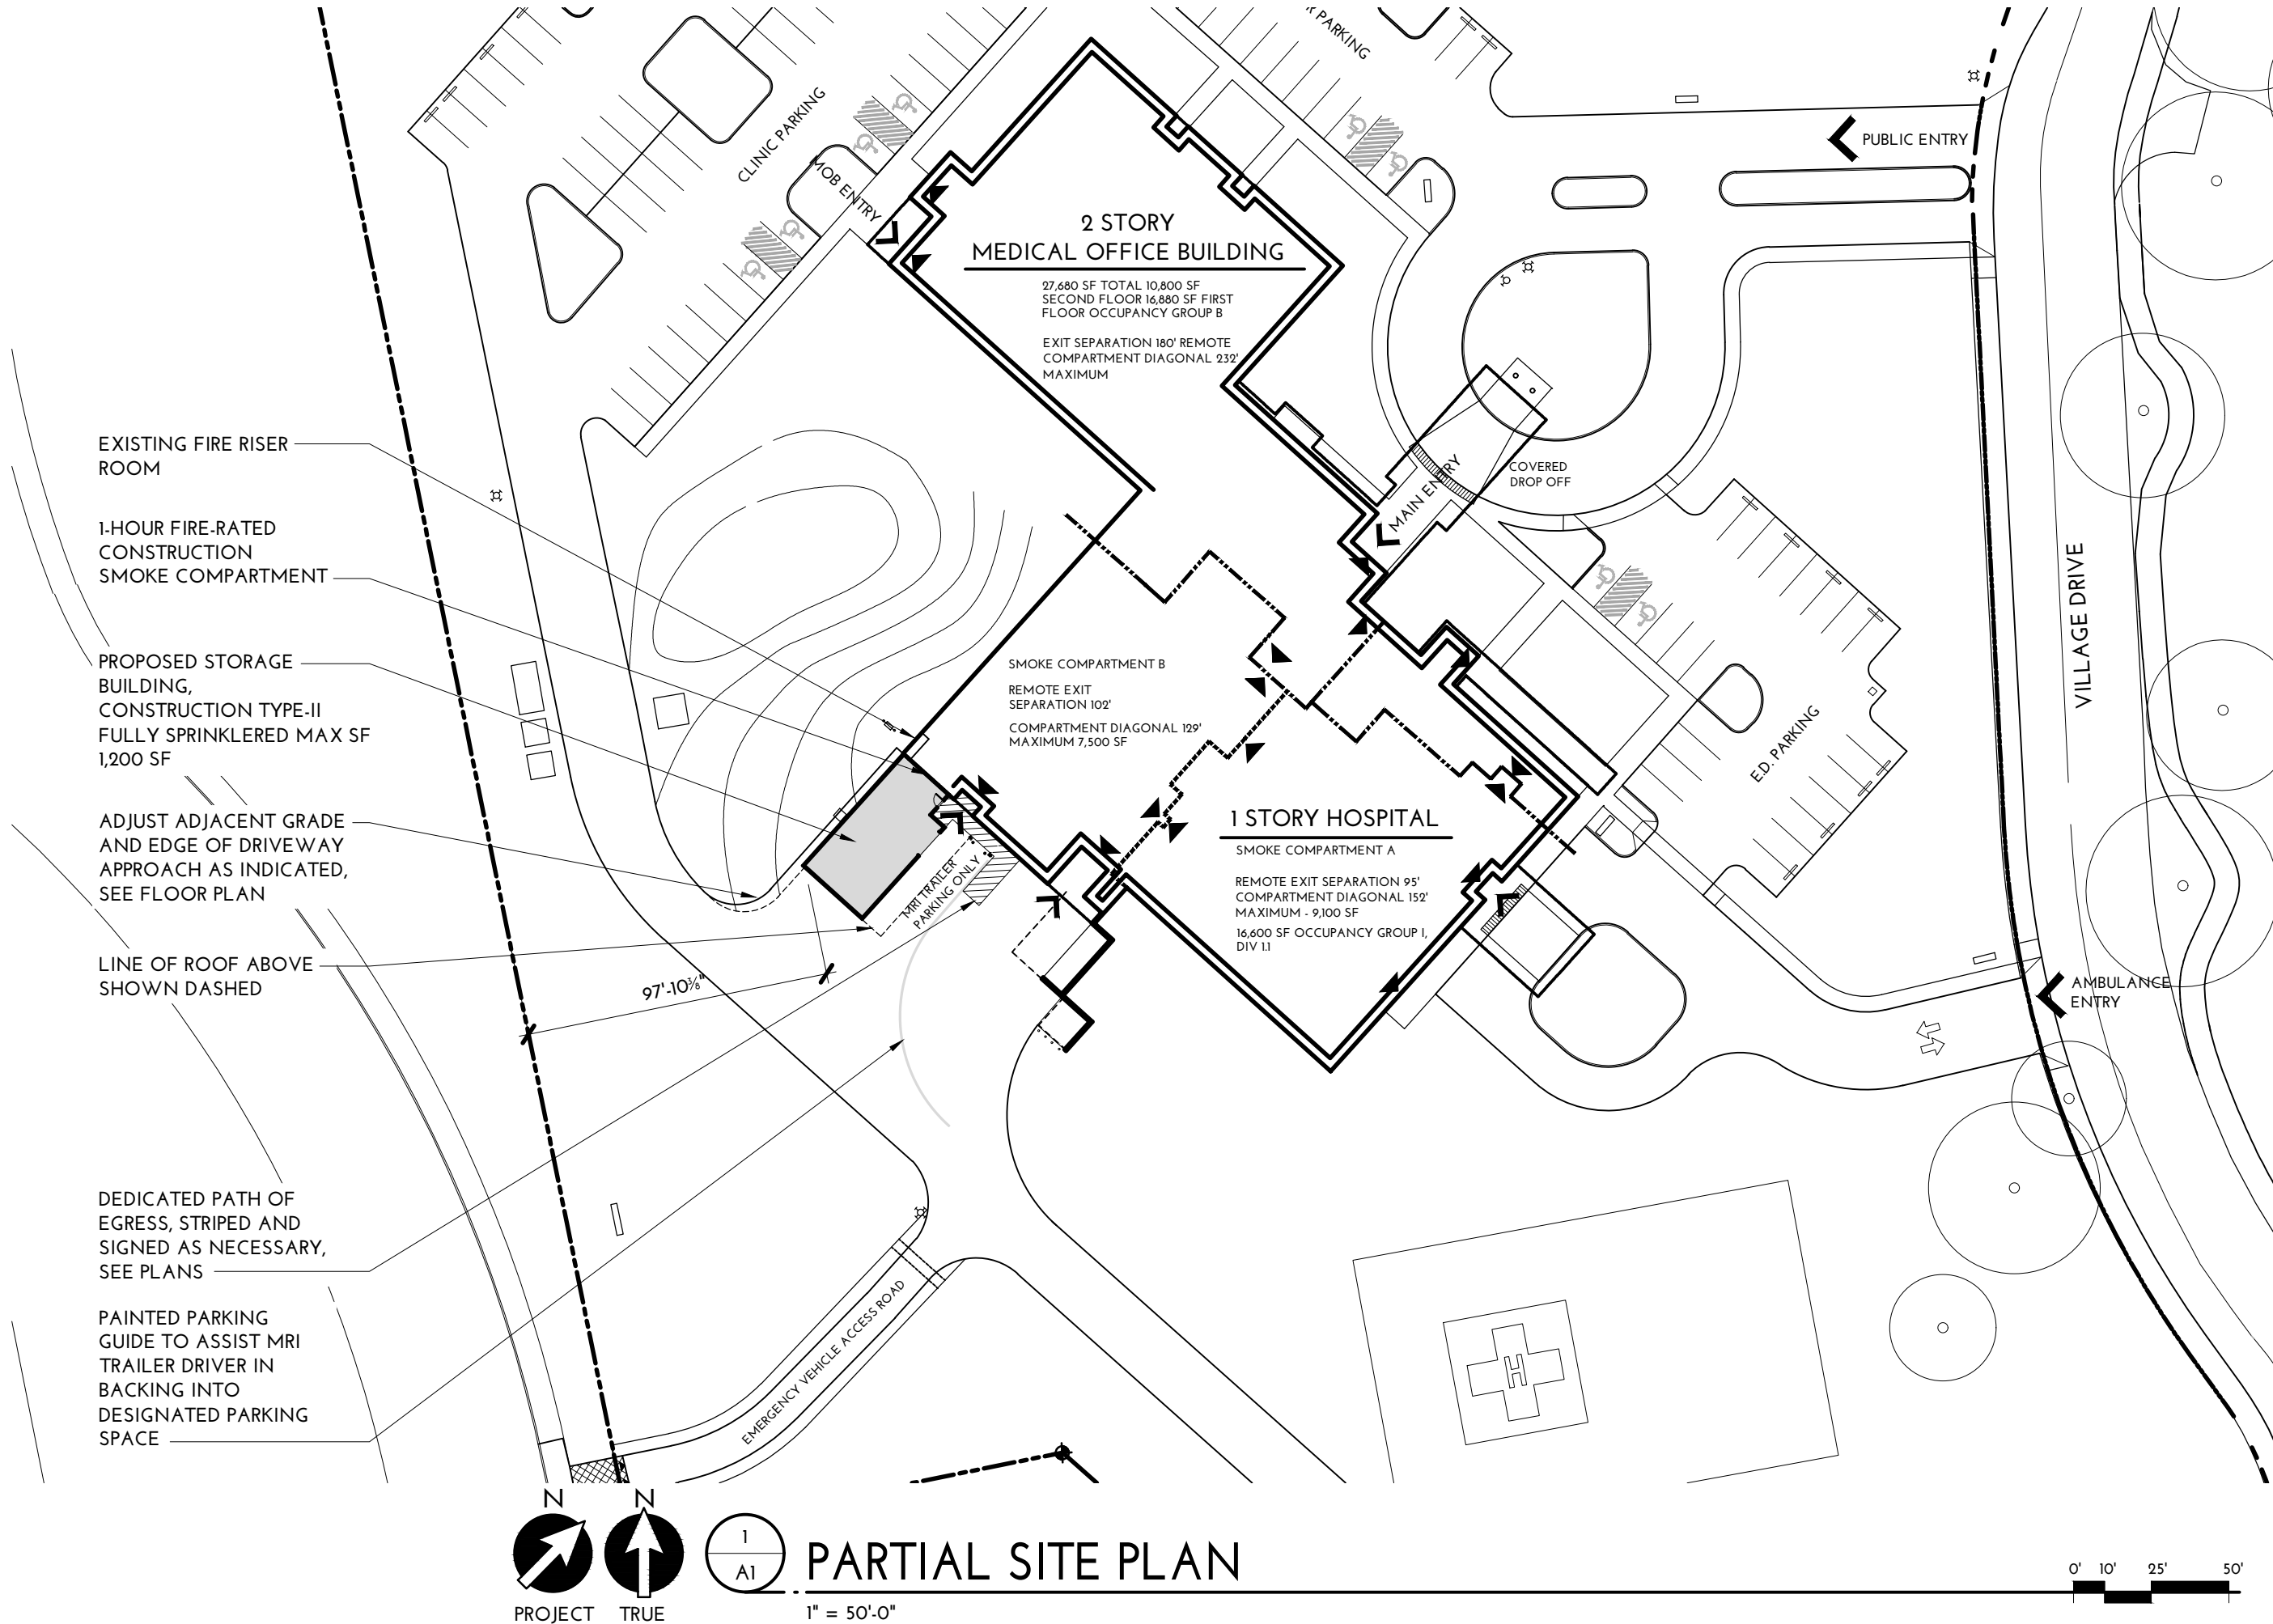 PARKING
CLINIC PARKING
MOB ENTRY
PUBLIC ENTRY
2 STORY
MEDICAL OFFICE BUILDING
27,680 SF TOTAL 10,800 SF
SECOND FLOOR 16,880 SF FIRST
FLOOR OCCUPANCY GROUP B
EXIT SEPARATION 180' REMOTE
COMPARTMENT DIAGONAL 232'
MAXIMUM
EXISTING FIRE RISER
ROOM
1-HOUR FIRE-RATED
CONSTRUCTION
SMOKE COMPARTMENT
PROPOSED STORAGE
BUILDING,
CONSTRUCTION TYPE-II
FULLY SPRINKLERED MAX SF
1,200 SF
ADJUST ADJACENT GRADE
AND EDGE OF DRIVEWAY
APPROACH AS INDICATED,
SEE FLOOR PLAN
LINE OF ROOF ABOVE
SHOWN DASHED
DEDICATED PATH OF
EGRESS, STRIPED AND
SIGNED AS NECESSARY,
SEE PLANS
PAINTED PARKING
GUIDE TO ASSIST MRI
TRAILER DRIVER IN
BACKING INTO
DESIGNATED PARKING
SPACE
COVERED
DROP OFF
MAIN ENTRY
VILLAGE DRIVE
SMOKE COMPARTMENT B
REMOTE EXIT
SEPARATION 102'
COMPARTMENT DIAGONAL 129'
MAXIMUM 7,500 SF
E.D. PARKING
1 STORY HOSPITAL
SMOKE COMPARTMENT A
REMOTE EXIT SEPARATION 95'
COMPARTMENT DIAGONAL 152'
MAXIMUM - 9,100 SF
16,600 SF OCCUPANCY GROUP I,
DIV 1.1
MRI TRAILER
PARKING ONLY
97'-10⅜"
AMBULANCE
ENTRY
EMERGENCY VEHICLE ACCESS ROAD
H
N
N
PROJECT
TRUE
1
A1
PARTIAL SITE PLAN
1" = 50'-0"
0' 10' 25' 50'